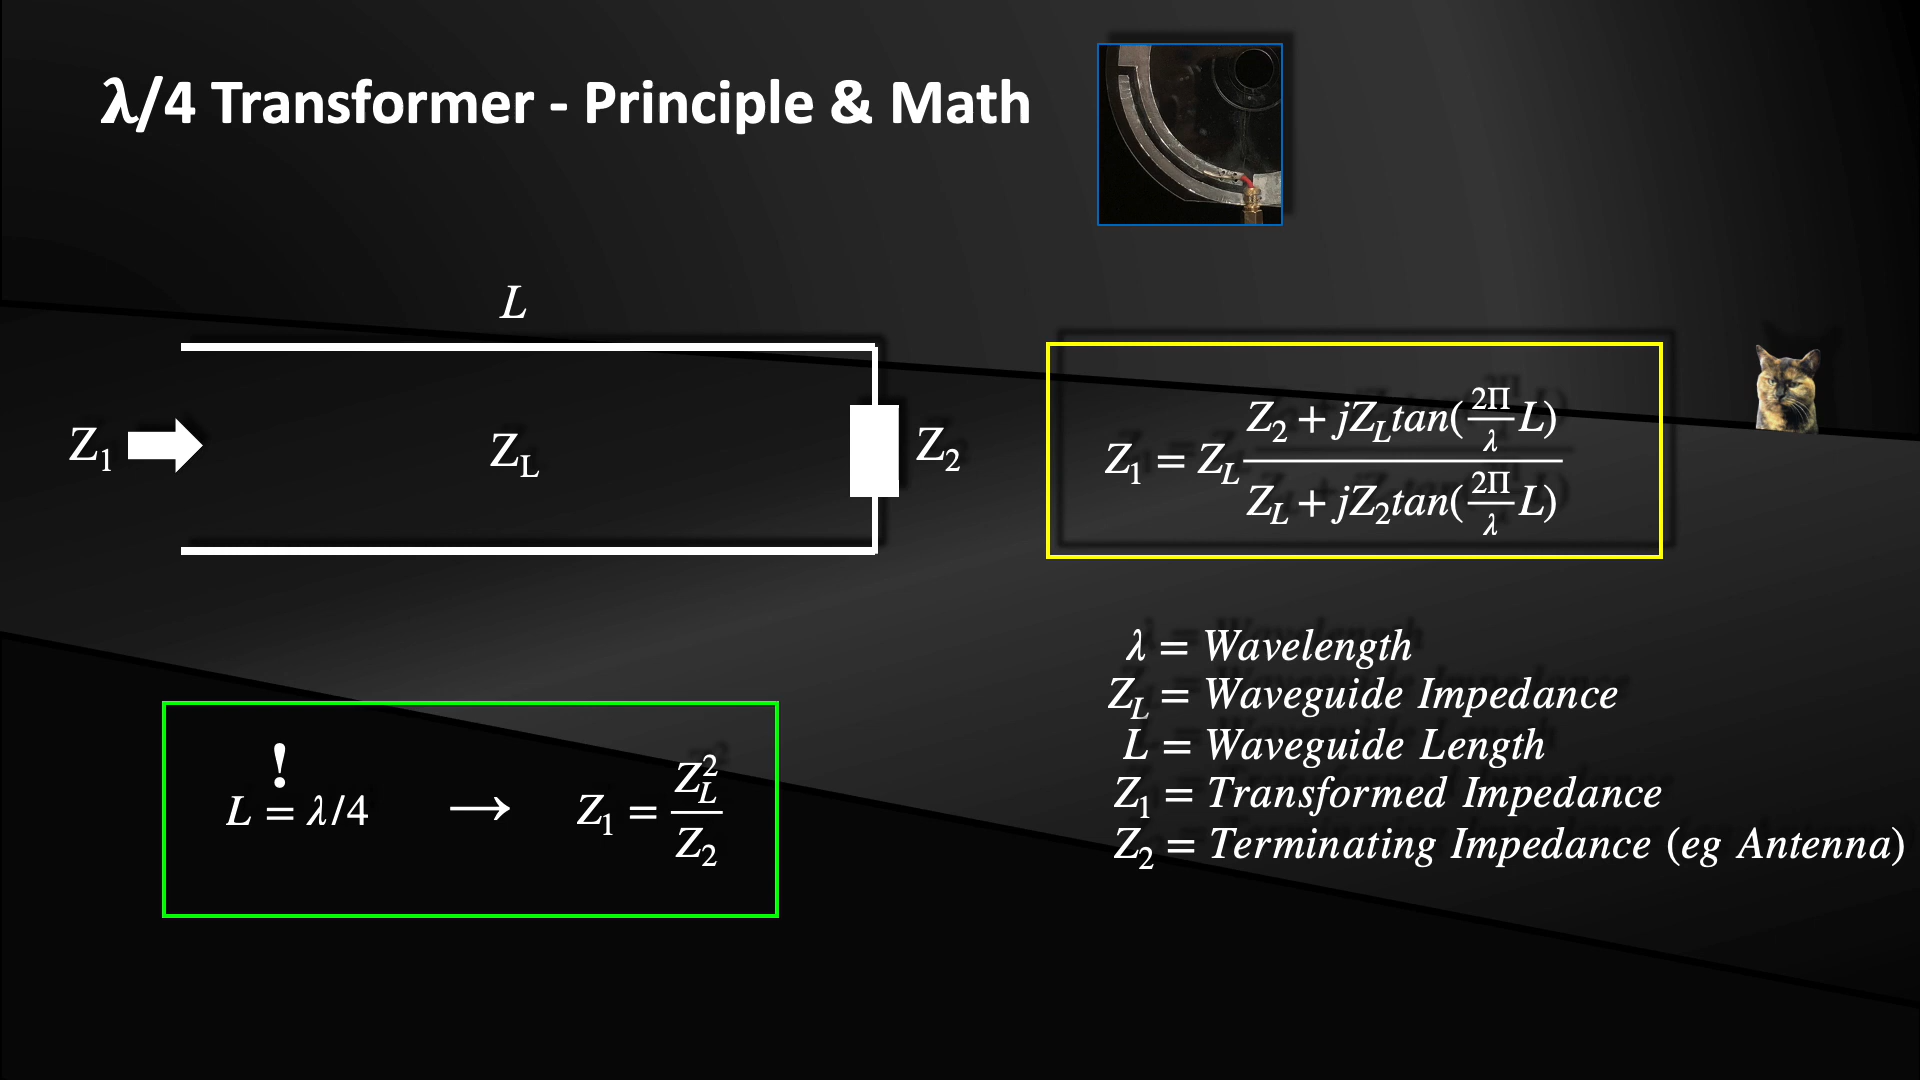 λ/4 Transformer - Principle & Math
L
Z₁
Z_L
Z₂
Z₁ = Z_L (Z₂ + jZ_L tan(2Π/λ L)) / (Z_L + jZ₂ tan(2Π/λ L))
λ = Wavelength
Z_L = Waveguide Impedance
L = Waveguide Length
Z₁ = Transformed Impedance
Z₂ = Terminating Impedance (eg Antenna)
!
L = λ/4 → Z₁ = Z_L²/Z₂